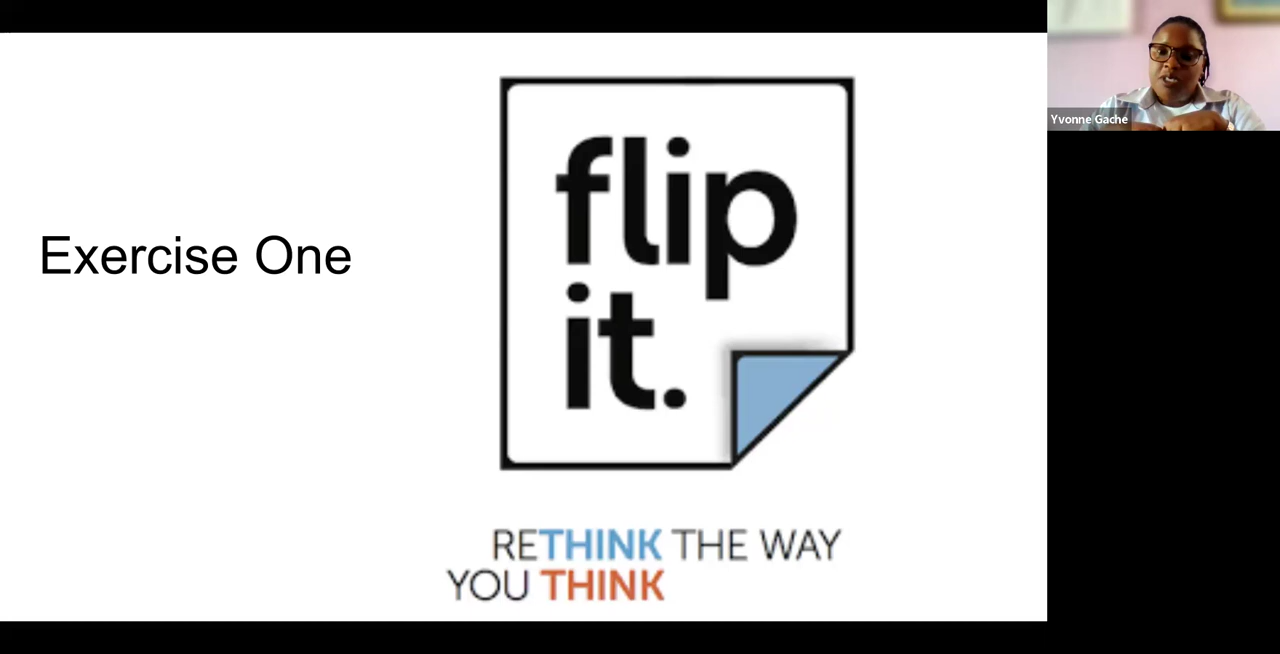 Exercise One
flip
it.
RETHINK THE WAY
YOU THINK
Yvonne Gache